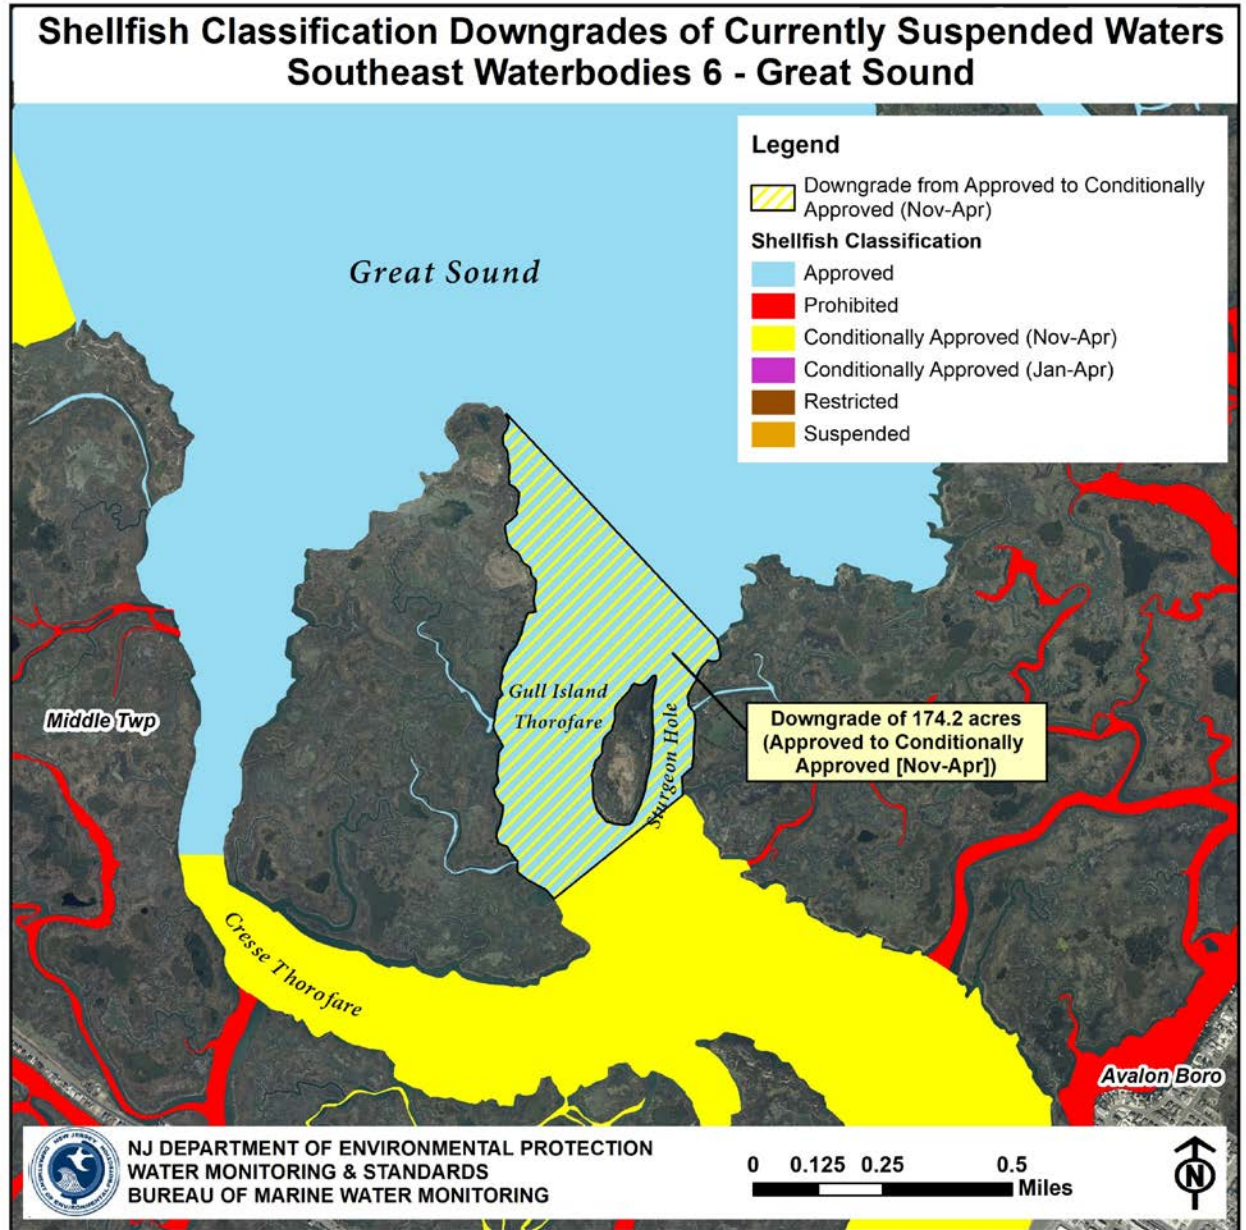 Shellfish Classification Downgrades of Currently Suspended Waters
Southeast Waterbodies 6 - Great Sound
Legend
Downgrade from Approved to Conditionally
Approved (Nov-Apr)
Shellfish Classification
Approved
Prohibited
Conditionally Approved (Nov-Apr)
Conditionally Approved (Jan-Apr)
Restricted
Suspended
Great Sound
Gull Island
Thorofare
Sturgeon Hole
Middle Twp
Downgrade of 174.2 acres
(Approved to Conditionally
Approved [Nov-Apr])
Cresse Thorofare
Avalon Boro
NJ DEPARTMENT OF ENVIRONMENTAL PROTECTION
WATER MONITORING & STANDARDS
BUREAU OF MARINE WATER MONITORING
0 0.125 0.25 0.5
Miles
N